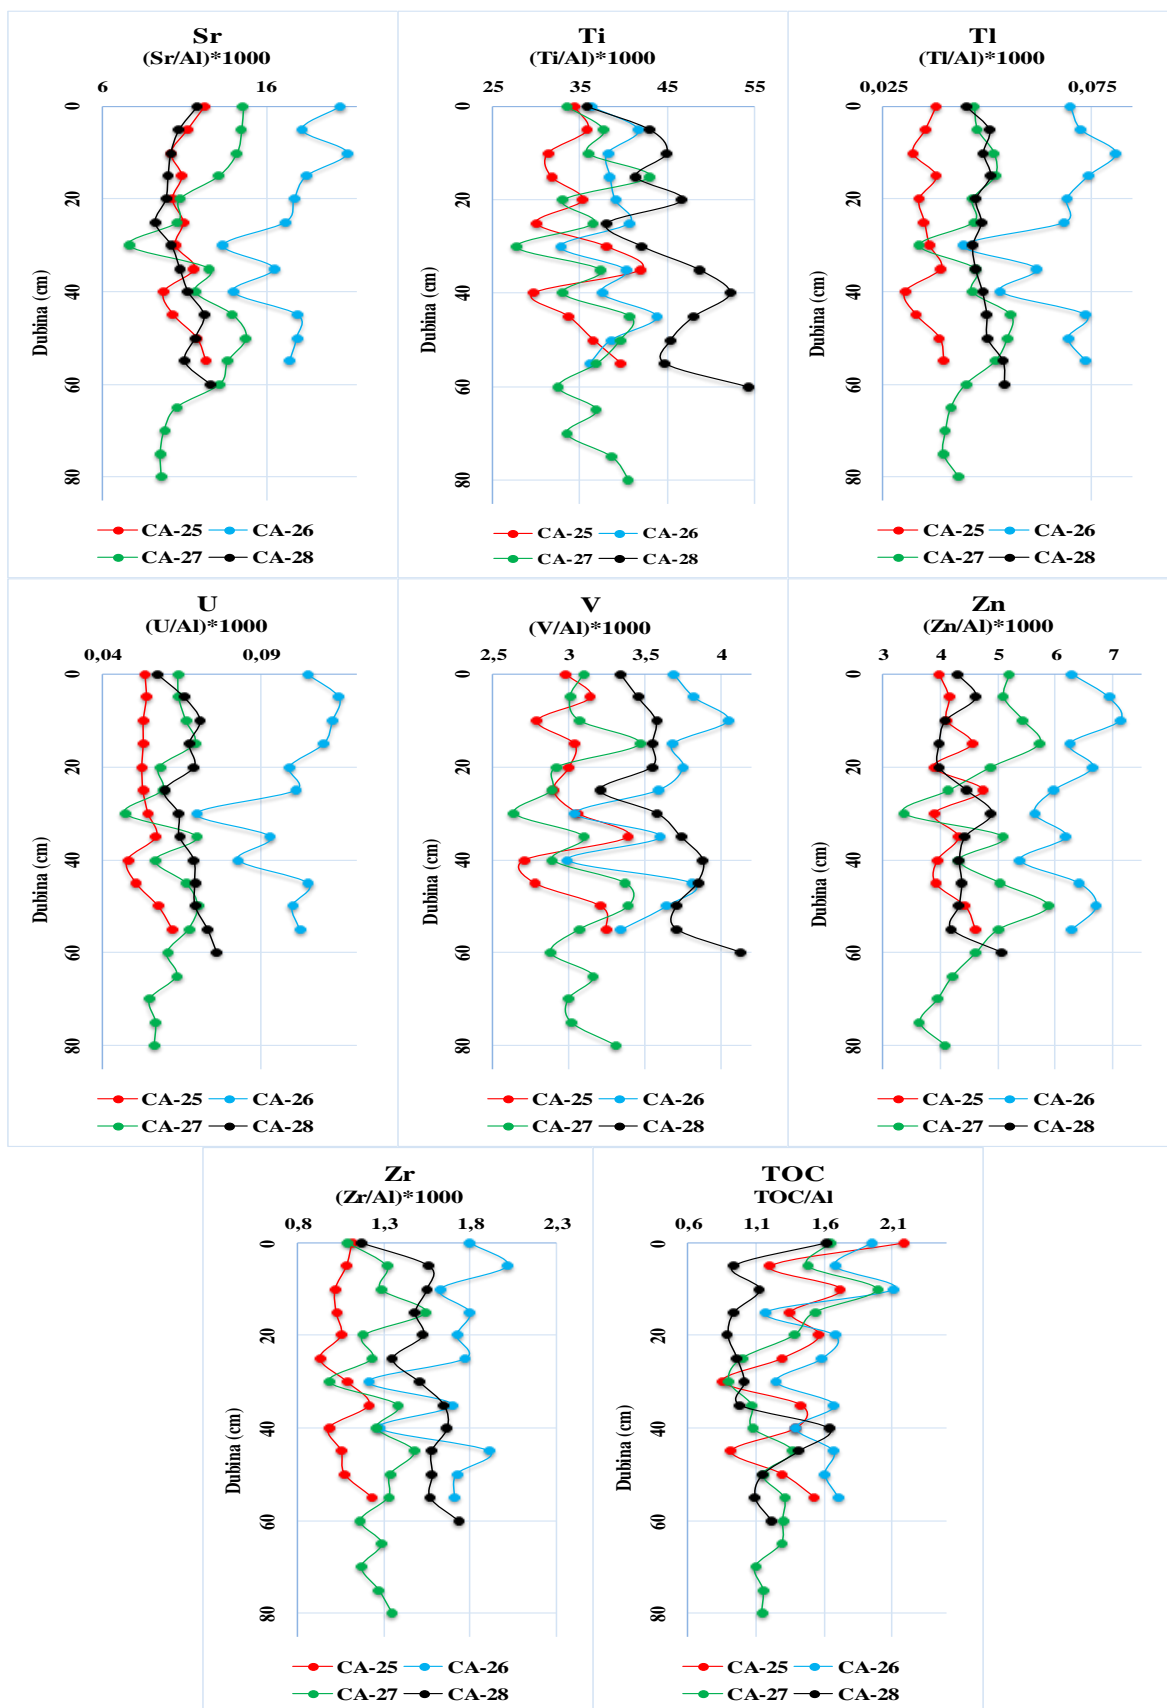 Sr
(Sr/Al)*1000
6 16
0
20
40
60
80
Dubina (cm)
CA-25 CA-26
CA-27 CA-28
Ti
(Ti/Al)*1000
25 35 45 55
0
20
40
60
80
Dubina (cm)
CA-25 CA-26
CA-27 CA-28
Tl
(Tl/Al)*1000
0,025 0,075
0
20
40
60
80
Dubina (cm)
CA-25 CA-26
CA-27 CA-28
U
(U/Al)*1000
0,04 0,09
0
20
40
60
80
Dubina (cm)
CA-25 CA-26
CA-27 CA-28
V
(V/Al)*1000
2,5 3 3,5 4
0
20
40
60
80
Dubina (cm)
CA-25 CA-26
CA-27 CA-28
Zn
(Zn/Al)*1000
3 4 5 6 7
0
20
40
60
80
Dubina (cm)
CA-25 CA-26
CA-27 CA-28
Zr
(Zr/Al)*1000
0,8 1,3 1,8 2,3
0
20
40
60
80
Dubina (cm)
CA-25 CA-26
CA-27 CA-28
TOC
TOC/Al
0,6 1,1 1,6 2,1
0
20
40
60
80
Dubina (cm)
CA-25 CA-26
CA-27 CA-28